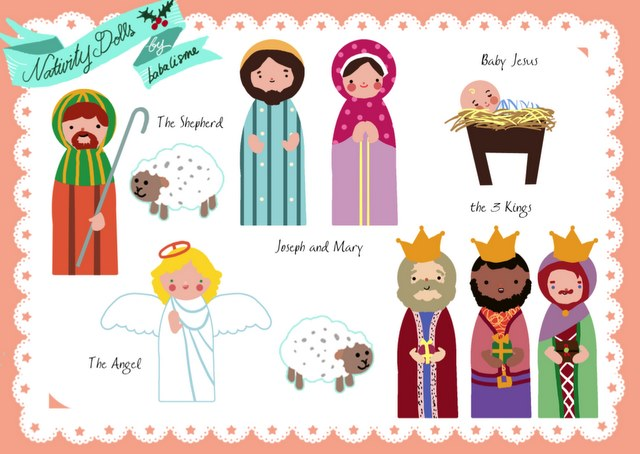 Nativity Dolls
by
babalisme
The Shepherd
Baby Jesus
the 3 Kings
Joseph and Mary
The Angel